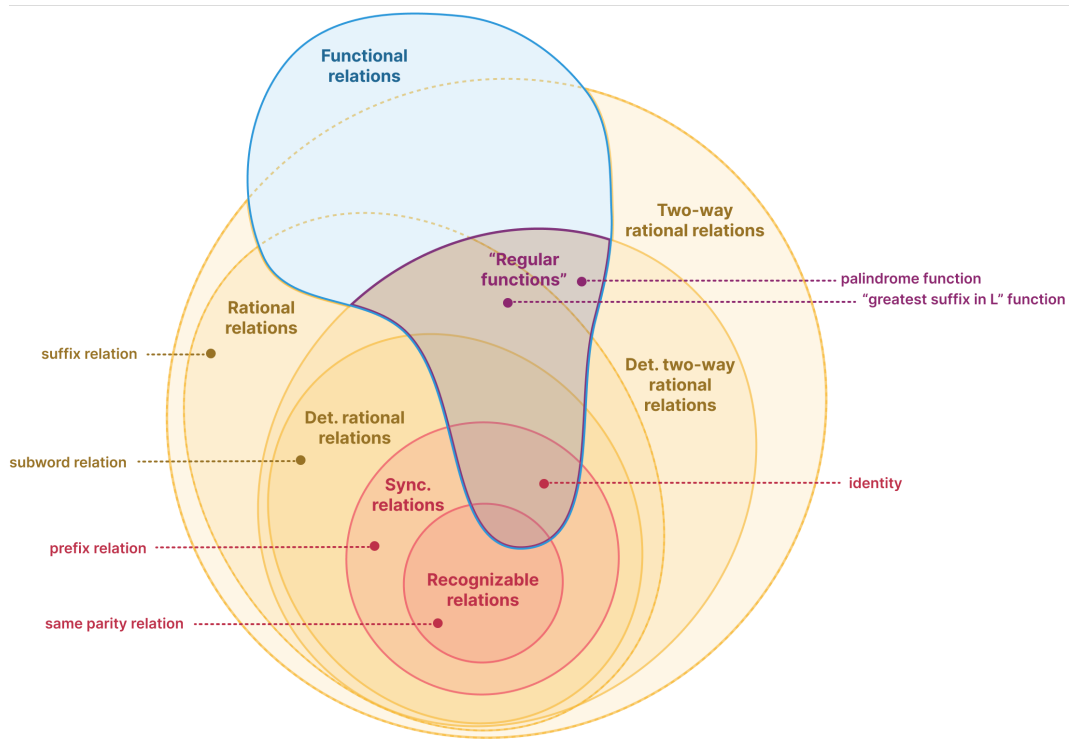 Functional
relations
Two-way
rational relations
“Regular
functions”
palindrome function
“greatest suffix in L” function
Rational
relations
suffix relation
Det. two-way
rational
relations
Det. rational
relations
subword relation
Sync.
relations
identity
prefix relation
Recognizable
relations
same parity relation